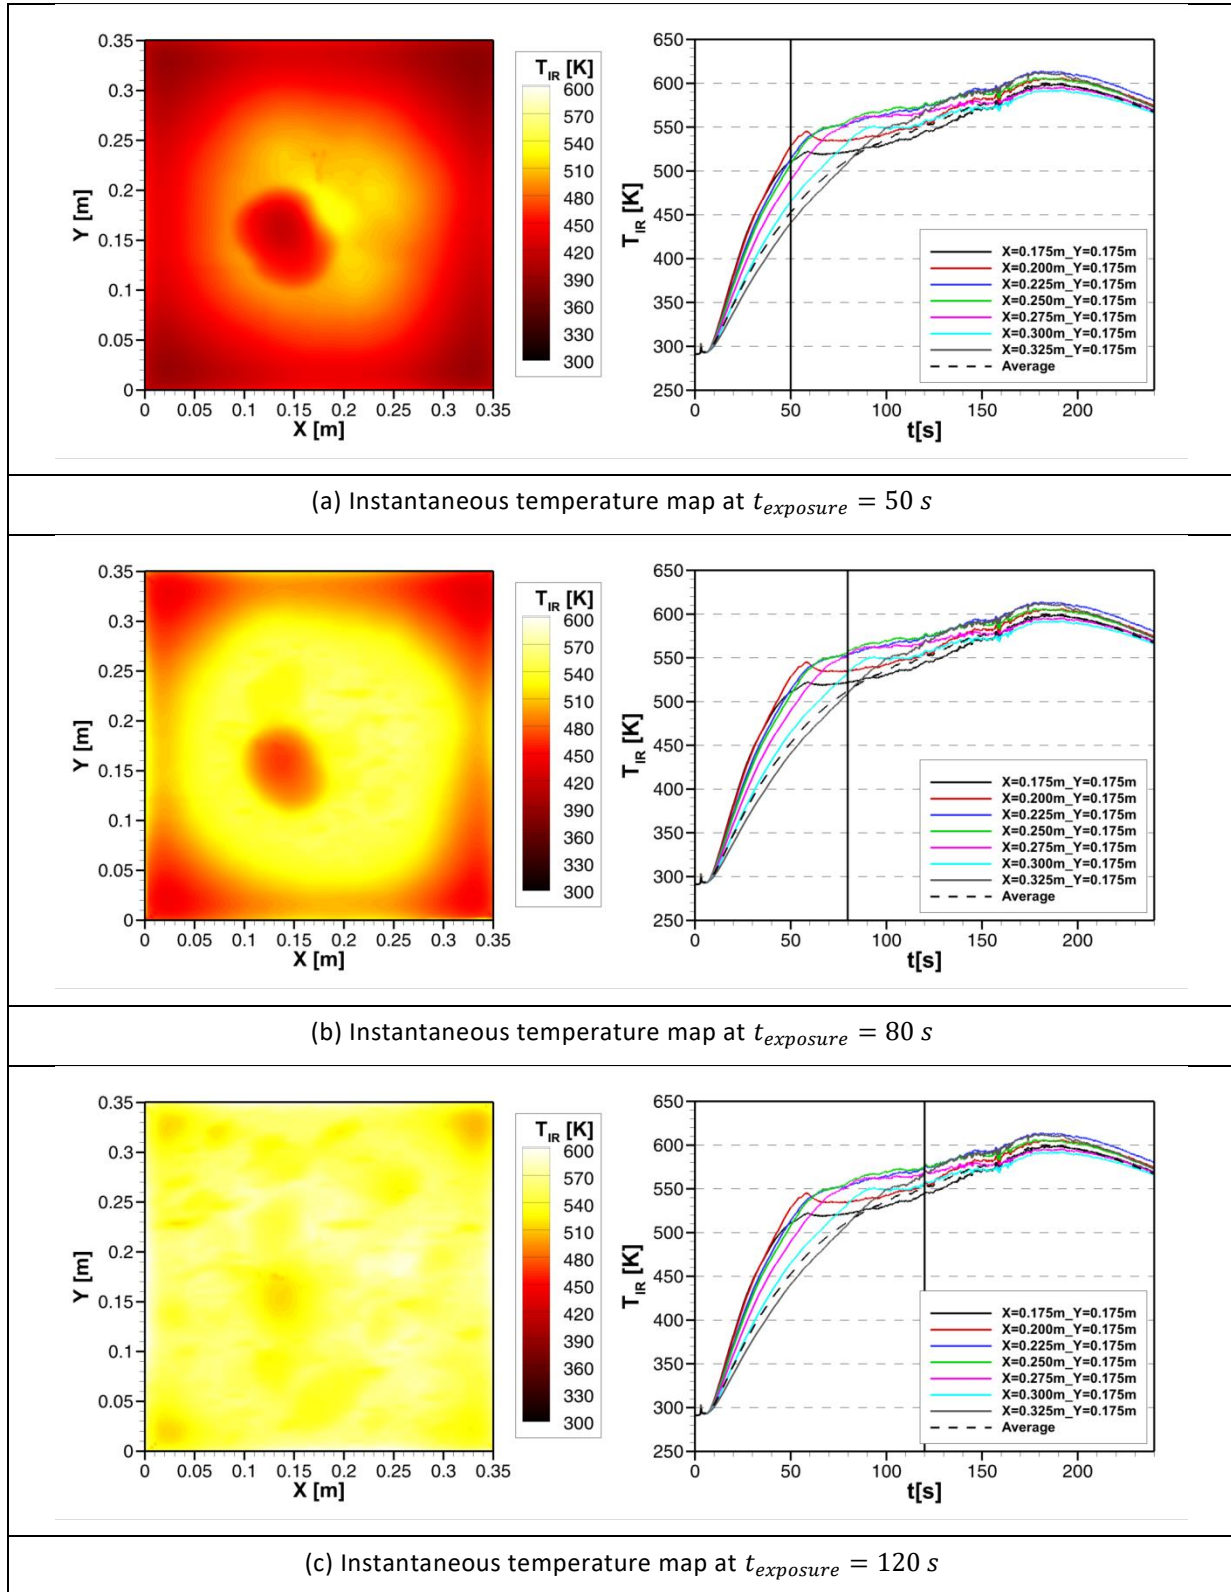 0.35
0.3
0.25
0.2
0.15
0.1
0.05
0
Y [m]
0 0.05 0.1 0.15 0.2 0.25 0.3 0.35
X [m]
T_IR [K]
600
570
540
510
480
450
420
390
360
330
300
650
600
550
500
450
400
350
300
250
T_IR [K]
0 50 100 150 200
t[s]
X=0.175m_Y=0.175m
X=0.200m_Y=0.175m
X=0.225m_Y=0.175m
X=0.250m_Y=0.175m
X=0.275m_Y=0.175m
X=0.300m_Y=0.175m
X=0.325m_Y=0.175m
Average
(a) Instantaneous temperature map at t_exposure = 50 s
0.35
0.3
0.25
0.2
0.15
0.1
0.05
0
Y [m]
0 0.05 0.1 0.15 0.2 0.25 0.3 0.35
X [m]
T_IR [K]
600
570
540
510
480
450
420
390
360
330
300
650
600
550
500
450
400
350
300
250
T_IR [K]
0 50 100 150 200
t[s]
X=0.175m_Y=0.175m
X=0.200m_Y=0.175m
X=0.225m_Y=0.175m
X=0.250m_Y=0.175m
X=0.275m_Y=0.175m
X=0.300m_Y=0.175m
X=0.325m_Y=0.175m
Average
(b) Instantaneous temperature map at t_exposure = 80 s
0.35
0.3
0.25
0.2
0.15
0.1
0.05
0
Y [m]
0 0.05 0.1 0.15 0.2 0.25 0.3 0.35
X [m]
T_IR [K]
600
570
540
510
480
450
420
390
360
330
300
650
600
550
500
450
400
350
300
250
T_IR [K]
0 50 100 150 200
t[s]
X=0.175m_Y=0.175m
X=0.200m_Y=0.175m
X=0.225m_Y=0.175m
X=0.250m_Y=0.175m
X=0.275m_Y=0.175m
X=0.300m_Y=0.175m
X=0.325m_Y=0.175m
Average
(c) Instantaneous temperature map at t_exposure = 120 s